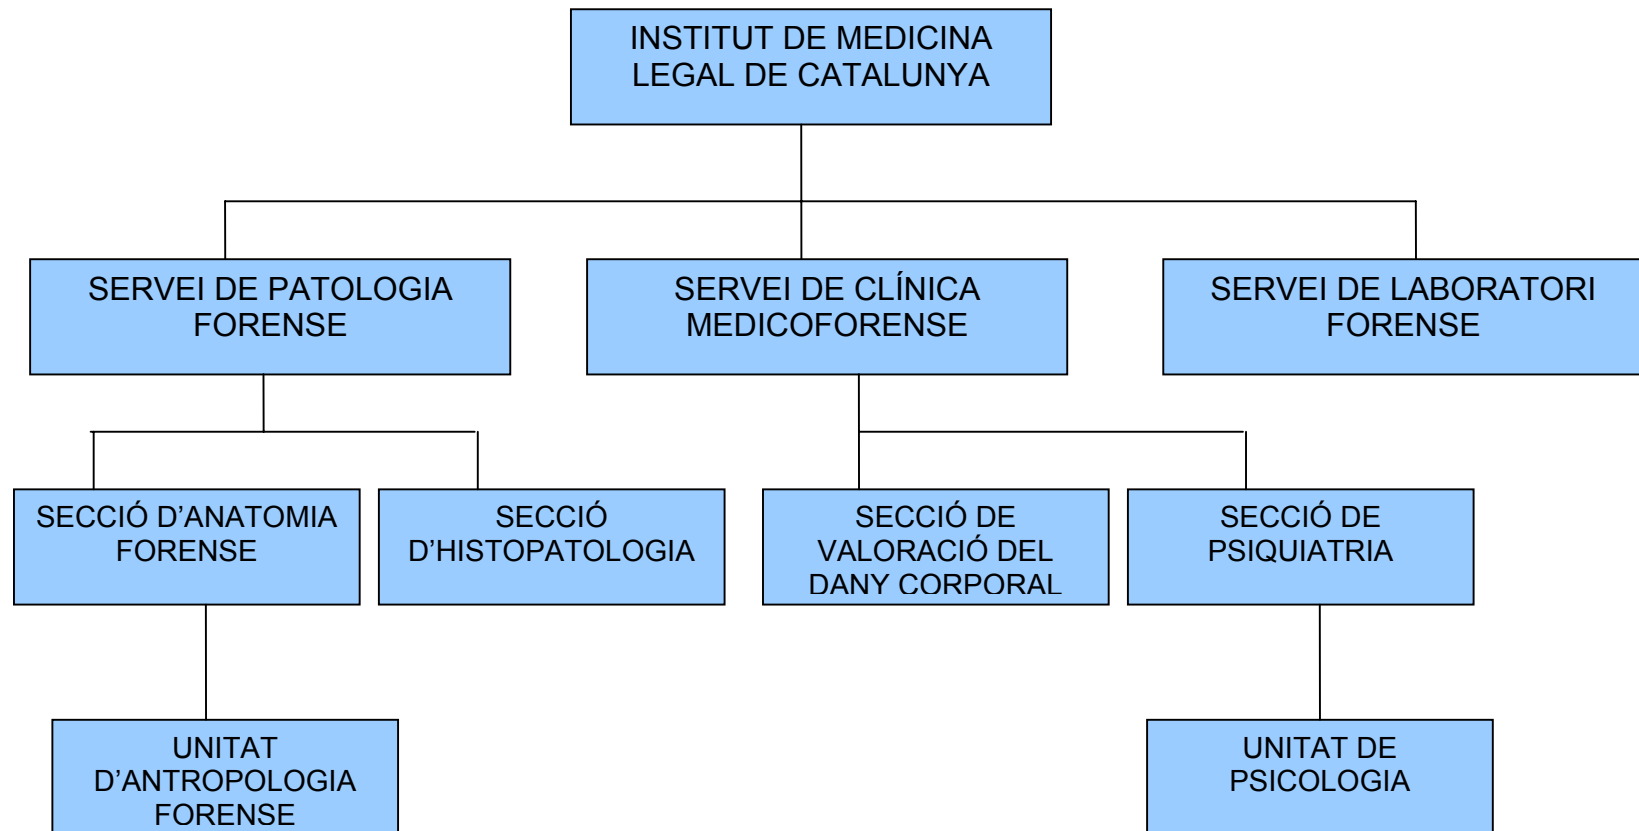 INSTITUT DE MEDICINA
LEGAL DE CATALUNYA
SERVEI DE PATOLOGIA
FORENSE
SERVEI DE CLÍNICA
MEDICOFORENSE
SERVEI DE LABORATORI
FORENSE
SECCIÓ D’ANATOMIA
FORENSE
SECCIÓ
D’HISTOPATOLOGIA
SECCIÓ DE
VALORACIÓ DEL
DANY CORPORAL
SECCIÓ DE
PSIQUIATRIA
UNITAT
D’ANTROPOLOGIA
FORENSE
UNITAT DE
PSICOLOGIA